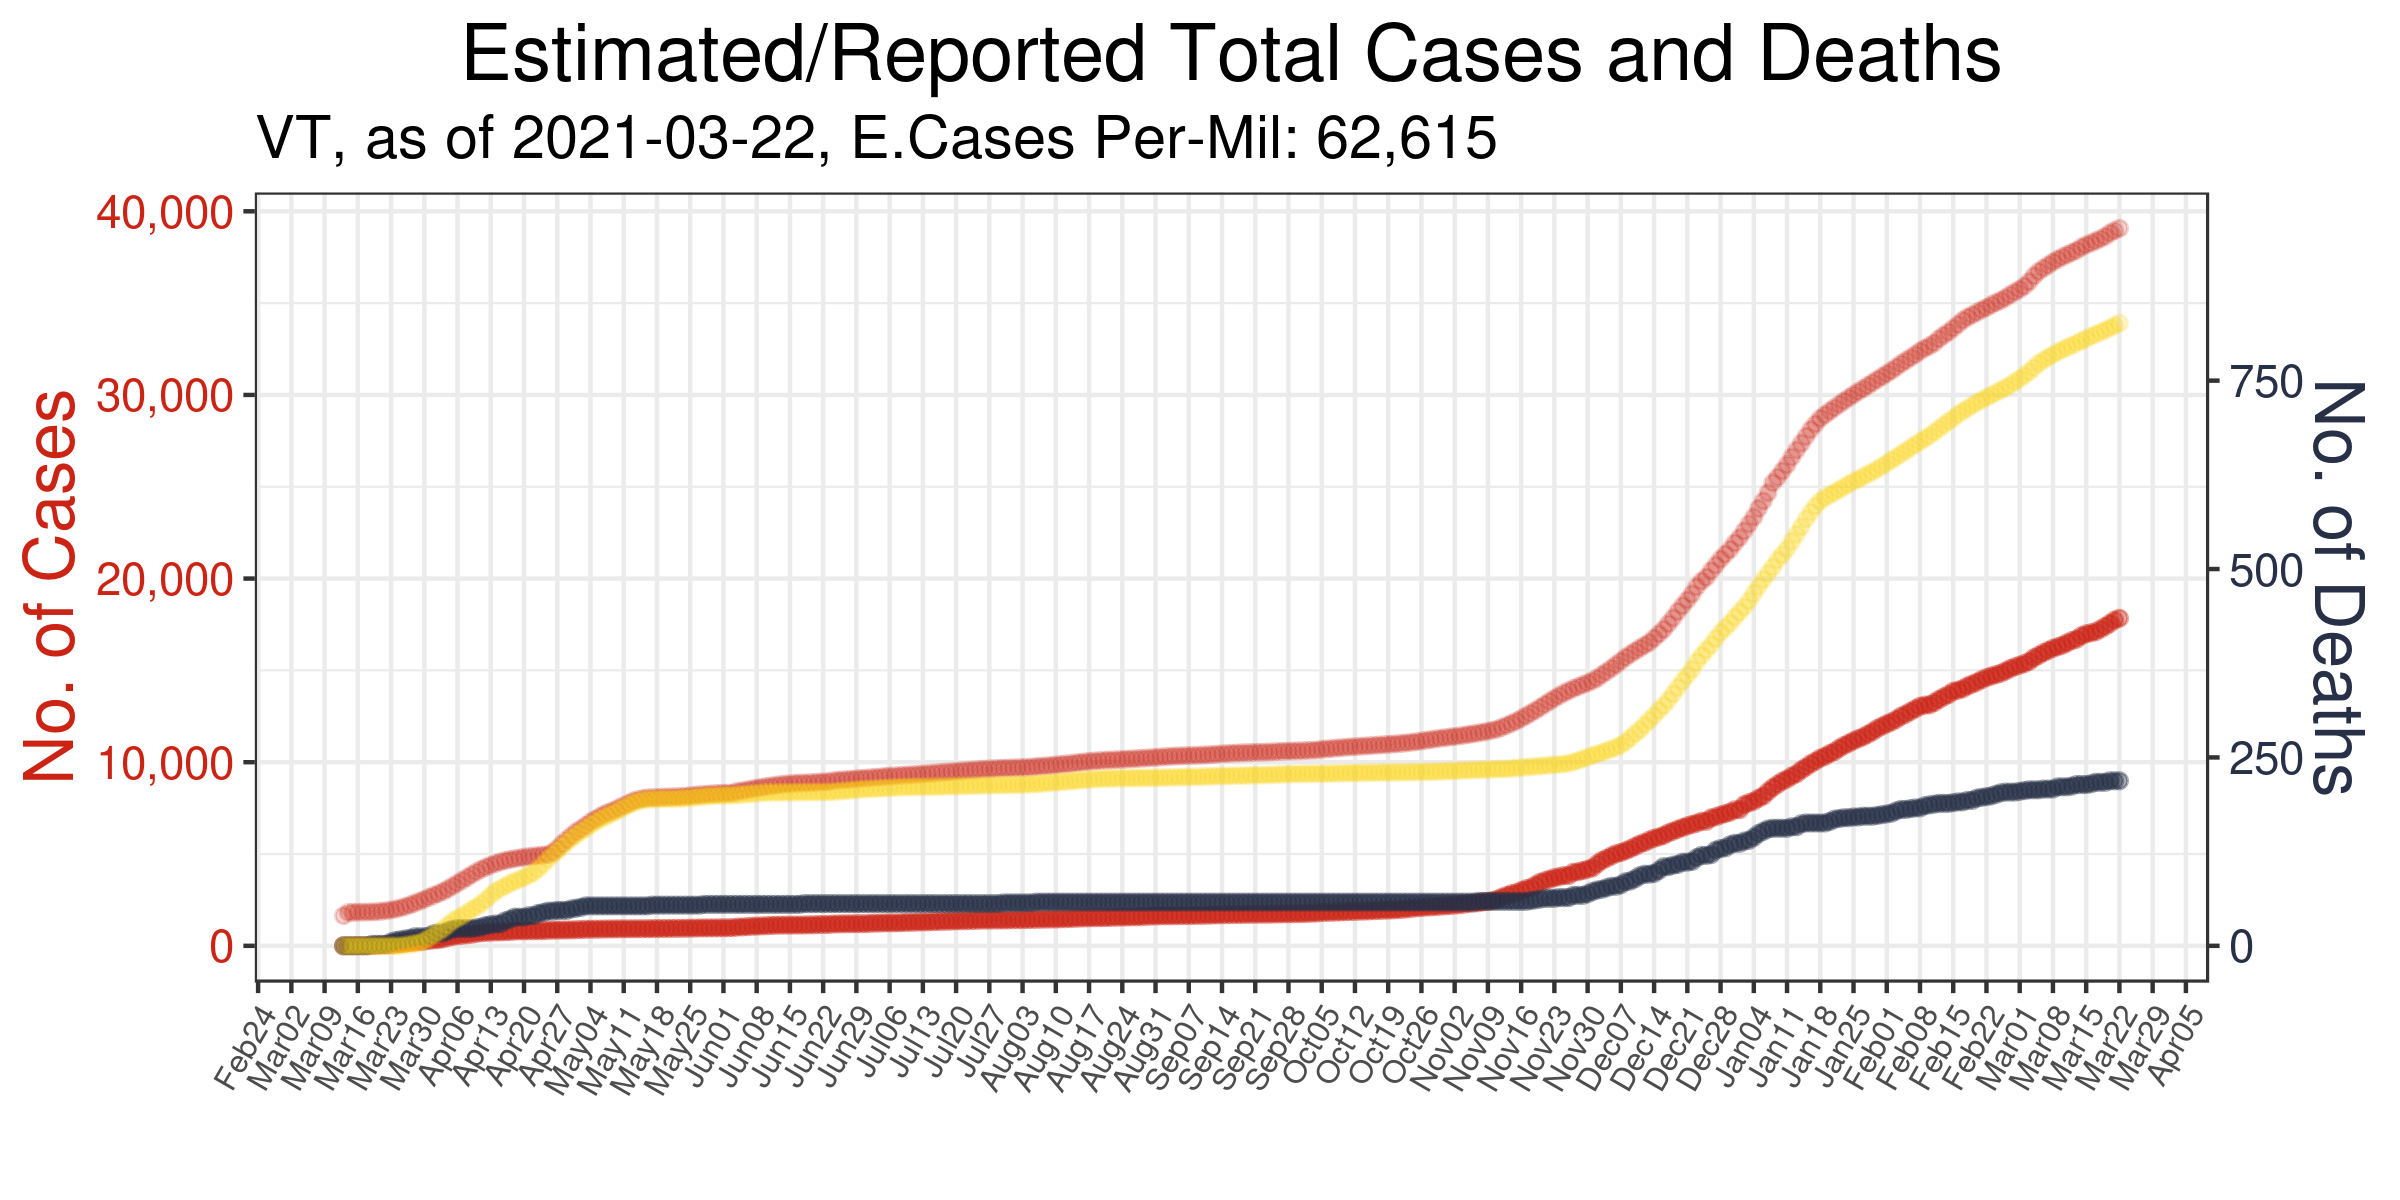 Estimated/Reported Total Cases and Deaths
VT, as of 2021-03-22, E.Cases Per-Mil: 62,615
No. of Cases
40,000
30,000
20,000
10,000
0
No. of Deaths
750
500
250
0
Feb24
Mar02
Mar09
Mar16
Mar23
Mar30
Apr06
Apr13
Apr20
Apr27
May04
May11
May18
May25
Jun01
Jun08
Jun15
Jun22
Jun29
Jul06
Jul13
Jul20
Jul27
Aug03
Aug10
Aug17
Aug24
Aug31
Sep07
Sep14
Sep21
Sep28
Oct05
Oct12
Oct19
Oct26
Nov02
Nov09
Nov16
Nov23
Nov30
Dec07
Dec14
Dec21
Dec28
Jan04
Jan11
Jan18
Jan25
Feb01
Feb08
Feb15
Feb22
Mar01
Mar08
Mar15
Mar22
Mar29
Apr05